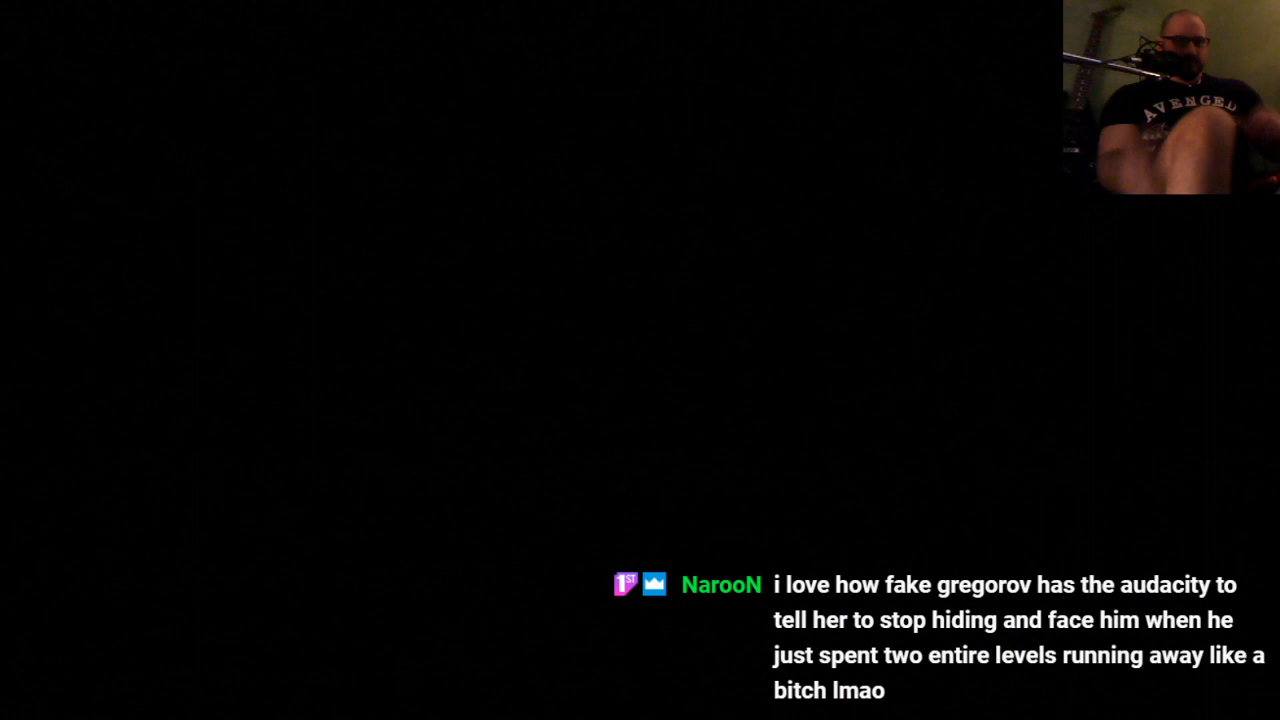 AVENGED
1ST NarooN i love how fake gregorov has the audacity to
tell her to stop hiding and face him when he
just spent two entire levels running away like a
bitch lmao